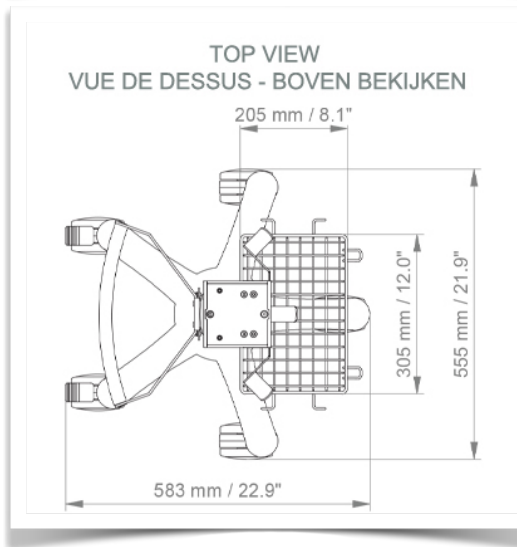 TOP VIEW
VUE DE DESSUS - BOVEN BEKIJKEN
205 mm / 8.1"
305 mm / 12.0"
555 mm / 21.9"
583 mm / 22.9"